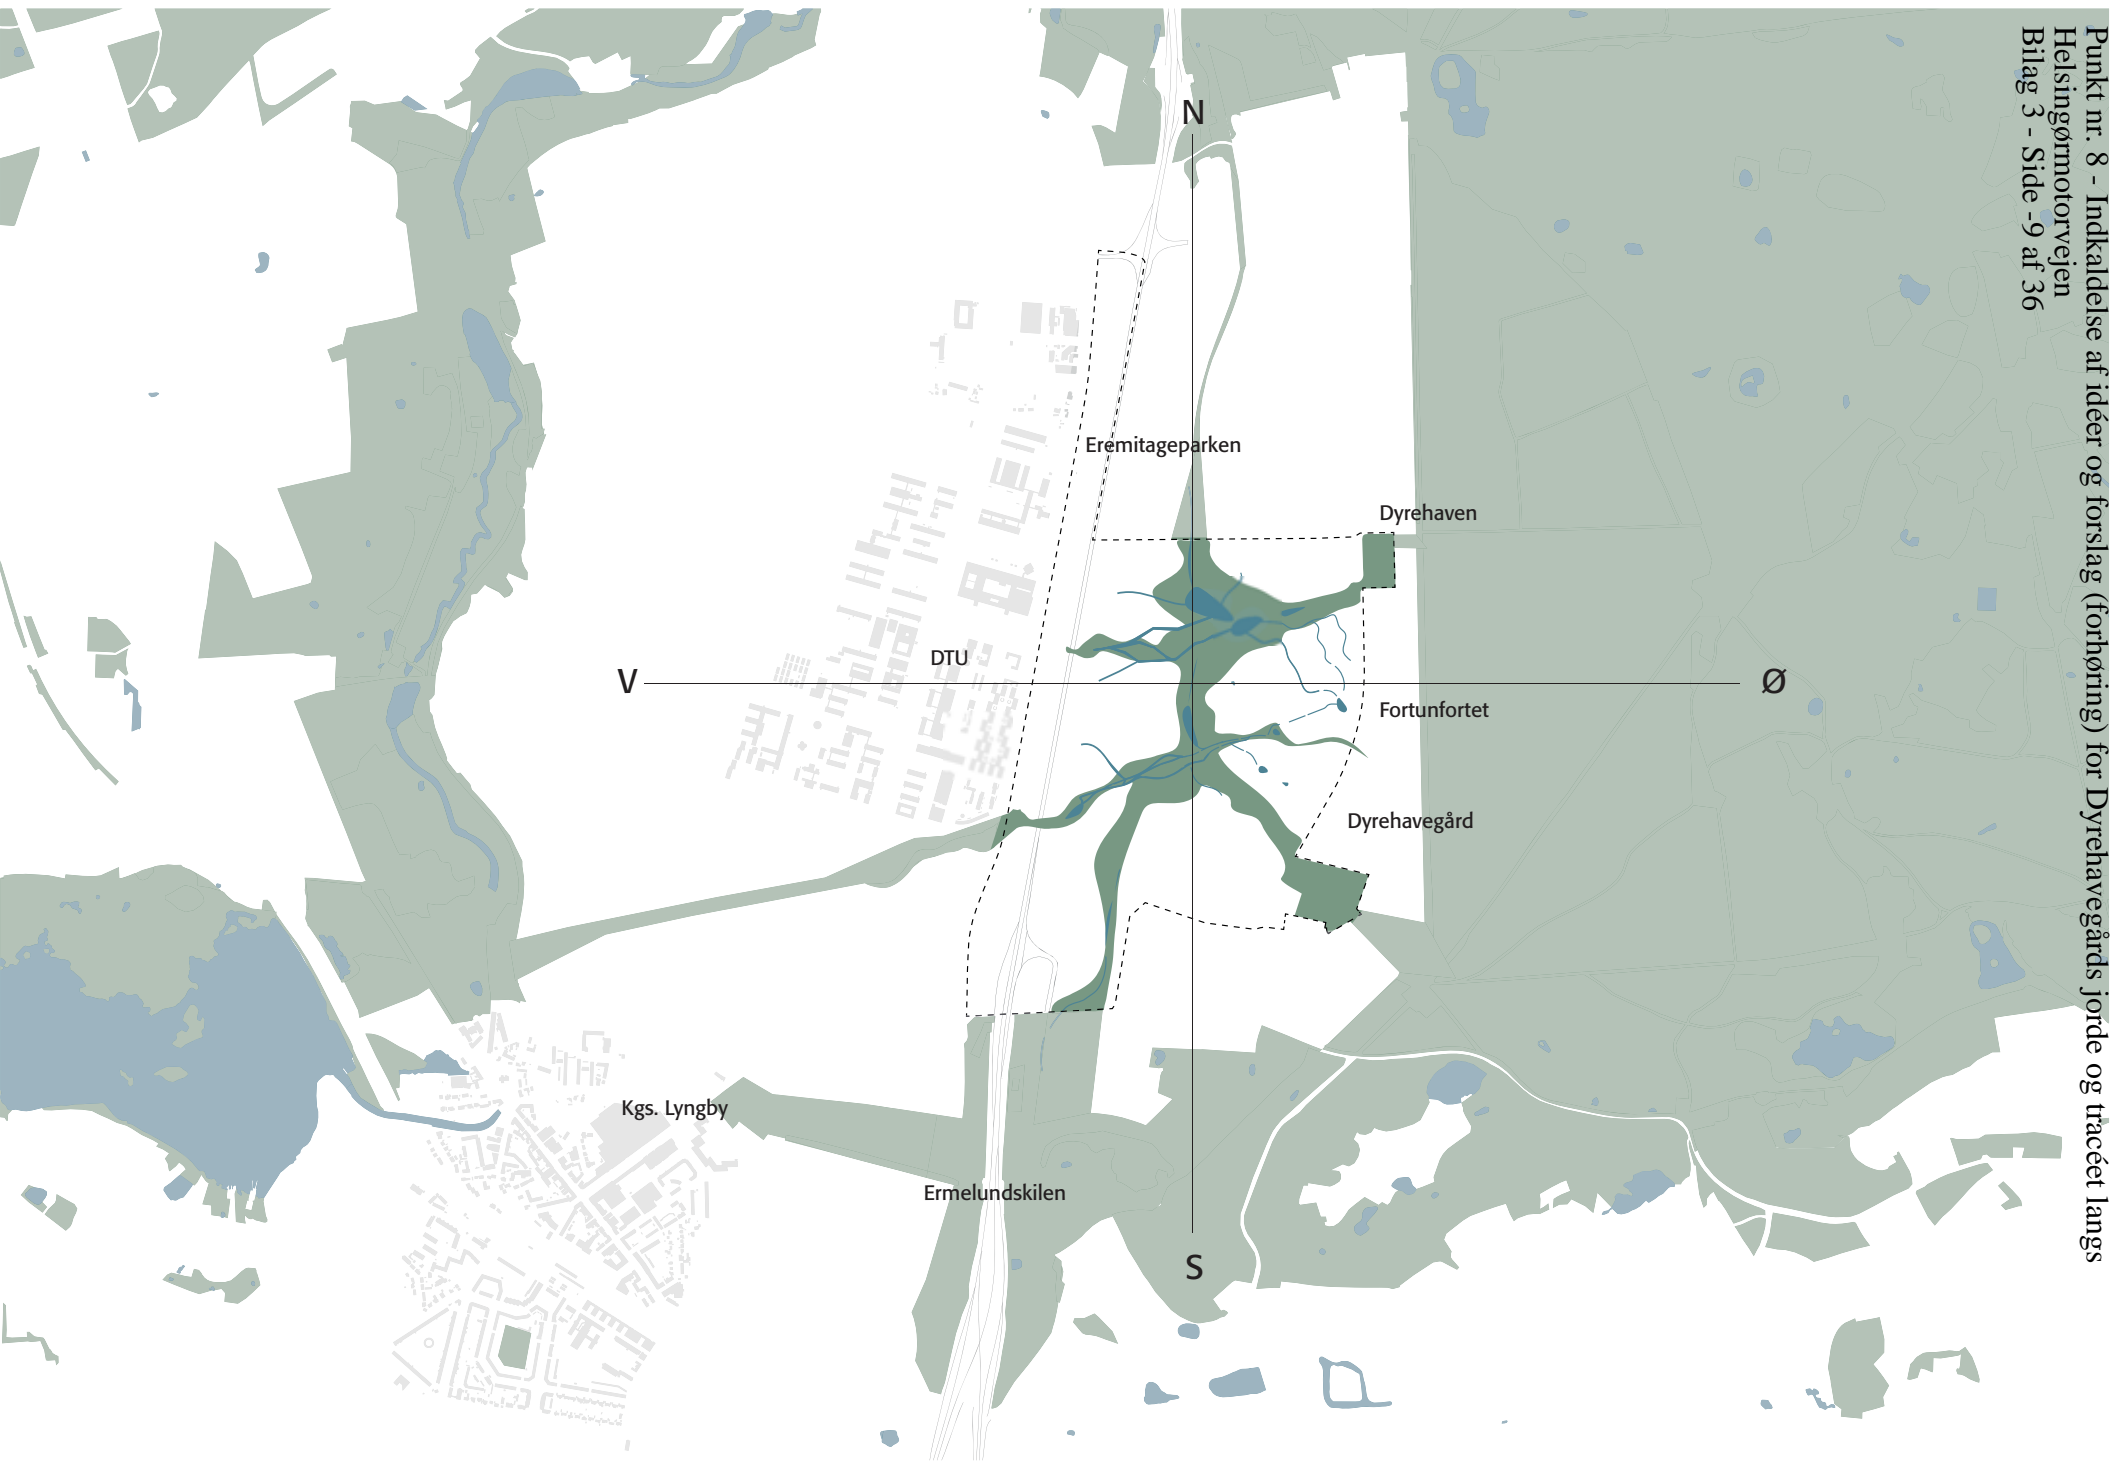 Punkt nr. 8 - Indkaldelse af idéer og forslag (forhøring) for Dyrehavegårds jorde og tracéet langs
Helsingørmotorvejen
Bilag 3 - Side -9 af 36
N
Eremitageparken
Dyrehaven
DTU
V
Ø
Fortunfortet
Dyrehavegård
Kgs. Lyngby
Ermelundskilen
S